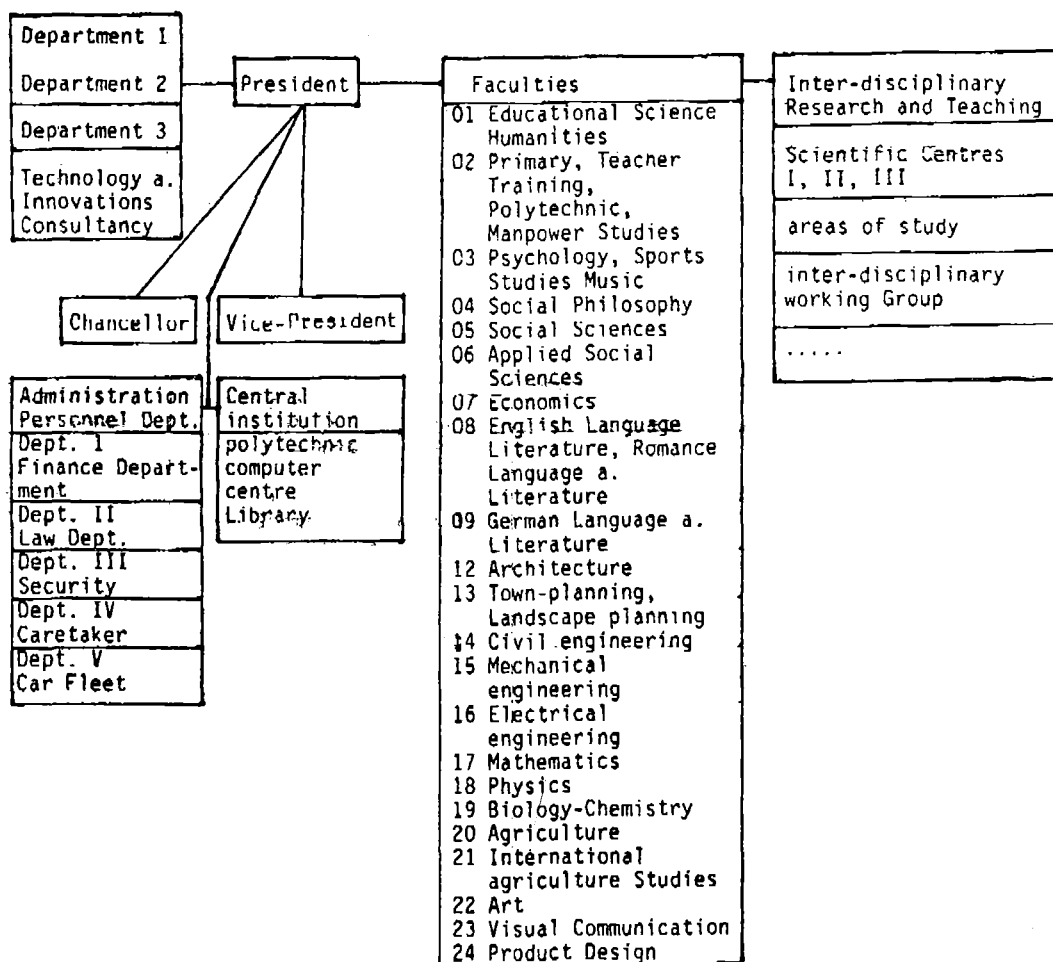 Department I
Department 2
Department 3
Technology a.
Innovations
Consultancy
President
Chancellor
Vice-President
Administration
Personnel Dept.
Dept. 1
Finance Depart-
ment
Dept. II
Law Dept.
Dept. III
Security
Dept. IV
Caretaker
Dept. V
Car Fleet
Central
institution
polytechnic
computer
centre
Library
Faculties
01 Educational Science
Humanities
02 Primary, Teacher
Training,
Polytechnic,
Manpower Studies
03 Psychology, Sports
Studies Music
04 Social Philosophy
05 Social Sciences
06 Applied Social
Sciences
07 Economics
08 English Language
Literature, Romance
Language a.
Literature
09 German Language a.
Literature
12 Architecture
13 Town-planning,
Landscape planning
14 Civil engineering
15 Mechanical
engineering
16 Electrical
engineering
17 Mathematics
18 Physics
19 Biology-Chemistry
20 Agriculture
21 International
agriculture Studies
22 Art
23 Visual Communication
24 Product Design
Inter-disciplinary
Research and Teaching
Scientific Centres
I, II, III
areas of study
inter-disciplinary
working Group
.....